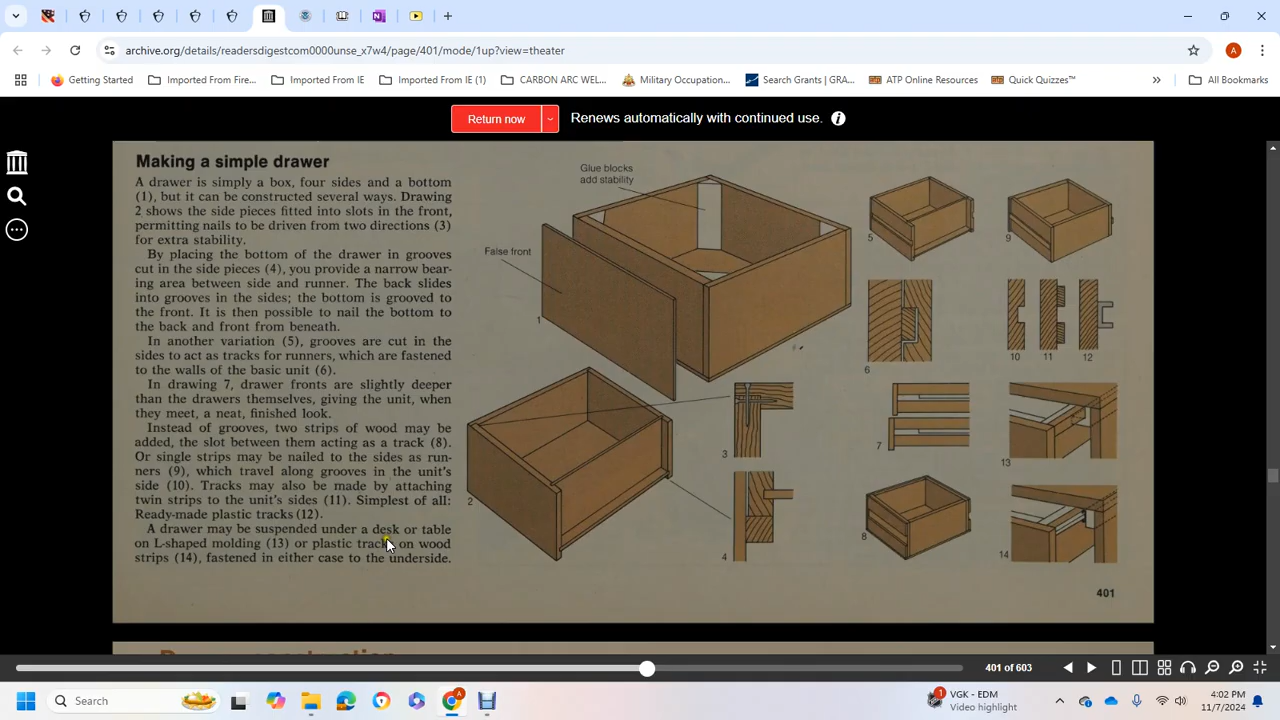 archive.org/details/readersdigestcom0000unse_x7w4/page/401/mode/1up?view=theater
A
Getting Started
Imported From Fire...
Imported From IE
Imported From IE (1)
CARBON ARC WEL...
Military Occupation...
Search Grants | GRA...
ATP Online Resources
Quick Quizzes™
All Bookmarks
Return now
Renews automatically with continued use.
Making a simple drawer
A drawer is simply a box, four sides and a bottom
(1), but it can be constructed several ways. Drawing
2 shows the side pieces fitted into slots in the front,
permitting nails to be driven from two directions (3)
for extra stability.
By placing the bottom of the drawer in grooves
cut in the side pieces (4), you provide a narrow bear-
ing area between side and runner. The back slides
into grooves in the sides; the bottom is grooved to
the front. It is then possible to nail the bottom to
the back and front from beneath.
In another variation (5), grooves are cut in the
sides to act as tracks for runners, which are fastened
to the walls of the basic unit (6).
In drawing 7, drawer fronts are slightly deeper
than the drawers themselves, giving the unit, when
they meet, a neat, finished look.
Instead of grooves, two strips of wood may be
added, the slot between them acting as a track (8).
Or single strips may be nailed to the sides as run-
ners (9), which travel along grooves in the unit's
side (10). Tracks may also be made by attaching
twin strips to the unit's sides (11). Simplest of all:
Ready-made plastic tracks (12).
A drawer may be suspended under a desk or table
on L-shaped molding (13) or plastic track on wood
strips (14), fastened in either case to the underside.
Glue blocks
add stability
False front
1
2
3
4
5
9
6
10
11
12
7
13
8
14
401
401 of 603
Search
VGK - EDM
Video highlight
1
4:02 PM
11/7/2024